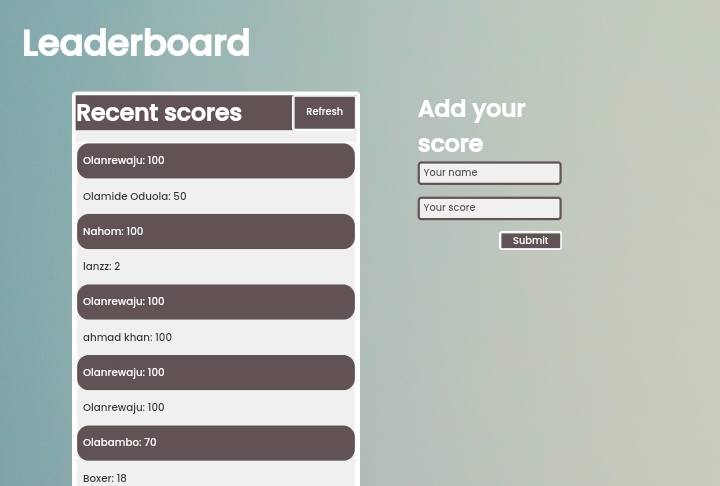 Leaderboard
Recent scores
Refresh
Olanrewaju: 100
Olamide Oduola: 50
Nahom: 100
lanzz: 2
Olanrewaju: 100
ahmad khan: 100
Olanrewaju: 100
Olanrewaju: 100
Olabambo: 70
Boxer: 18
Add your
score
Your name
Your score
Submit